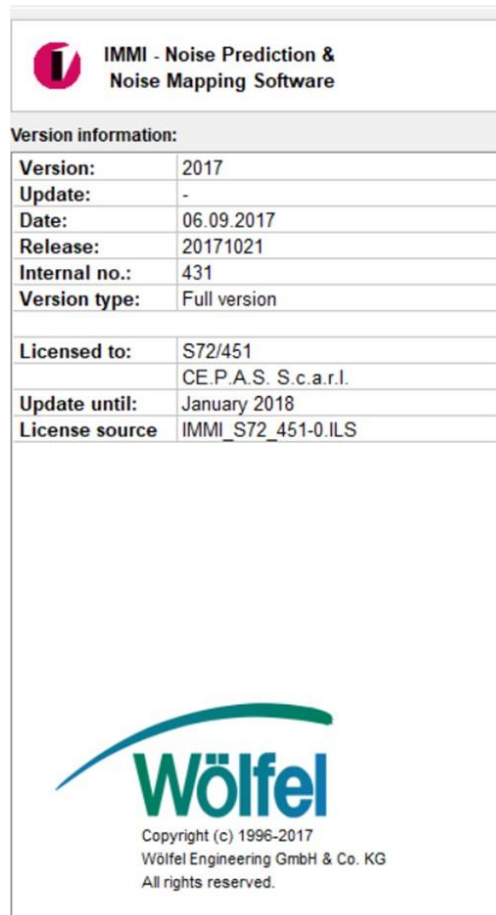 IMMI - Noise Prediction &
Noise Mapping Software
Version information:
Version: 2017
Update: -
Date: 06.09.2017
Release: 20171021
Internal no.: 431
Version type: Full version
Licensed to: S72/451
CE.P.A.S. S.c.a.r.l.
Update until: January 2018
License source IMMI_S72_451-0.ILS
Wölfel
Copyright (c) 1996-2017
Wölfel Engineering GmbH & Co. KG
All rights reserved.